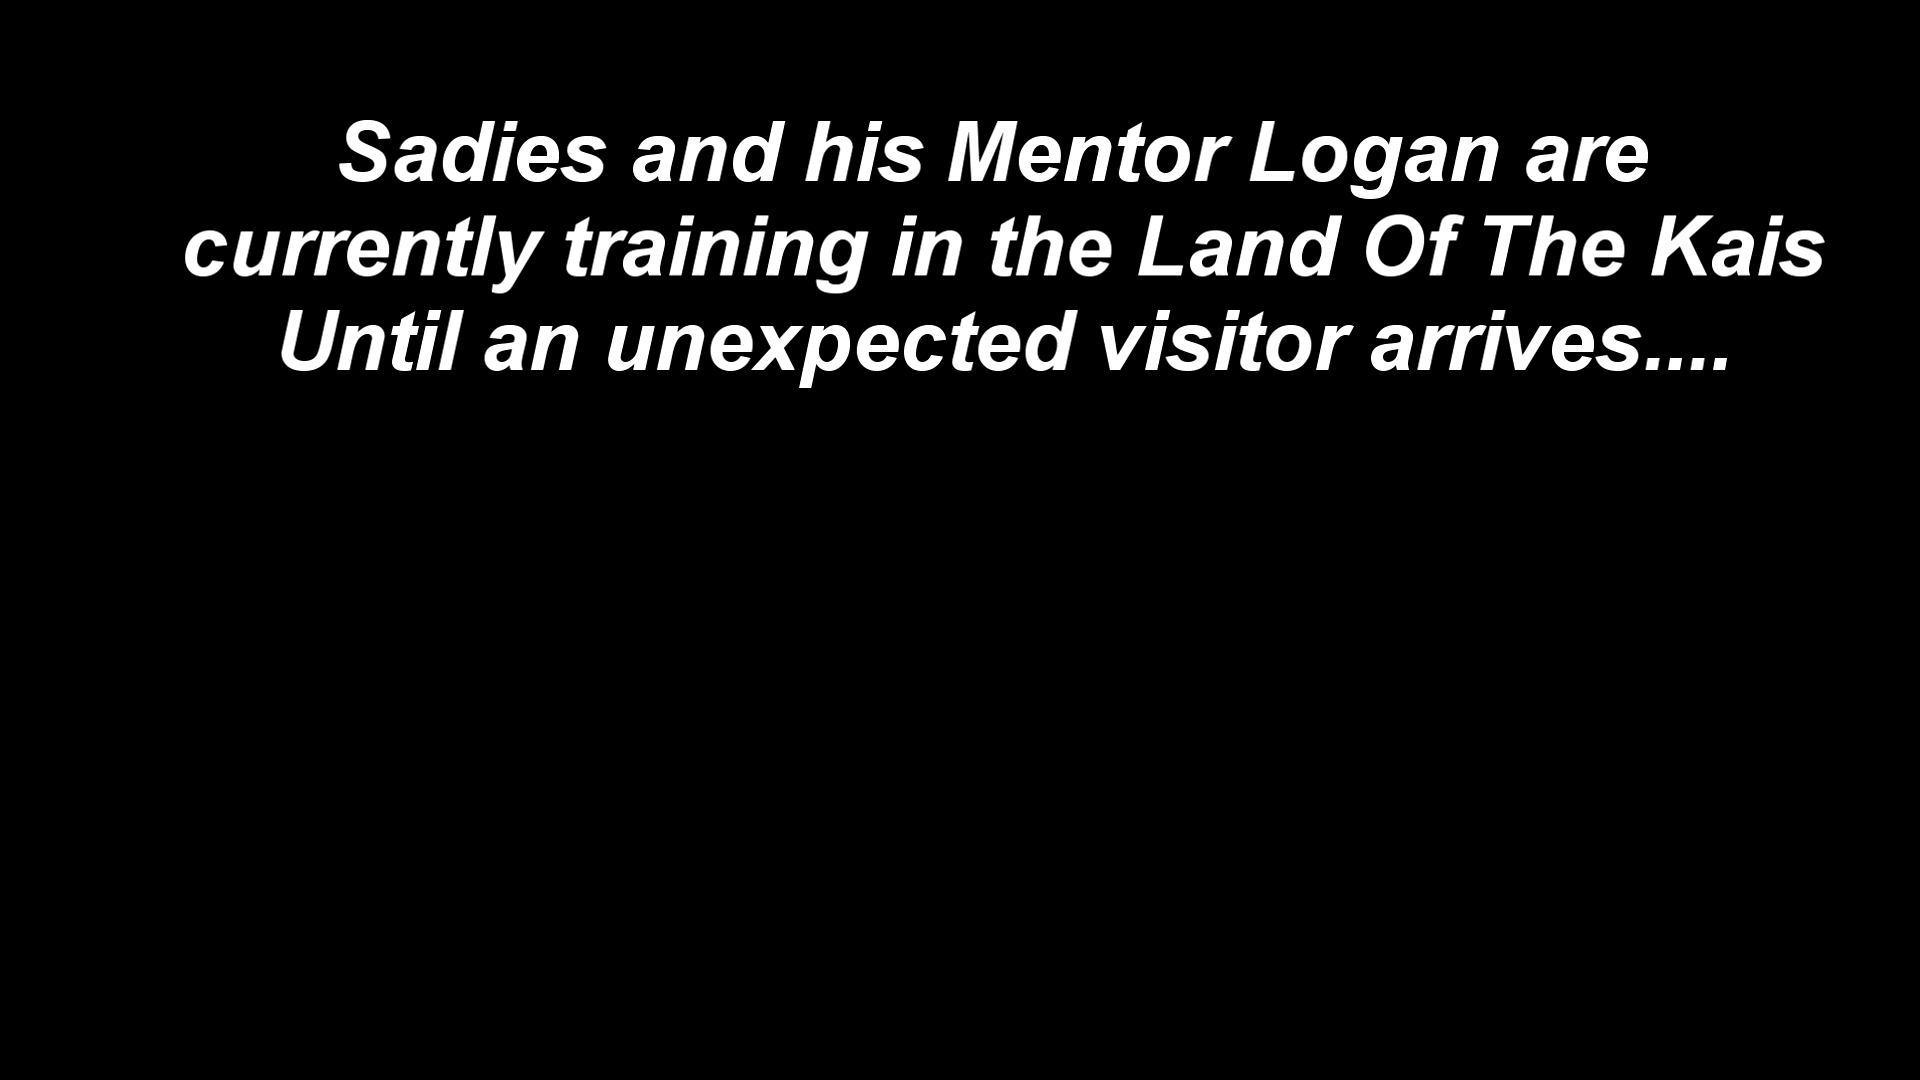 Sadies and his Mentor Logan are
currently training in the Land Of The Kais
Until an unexpected visitor arrives....